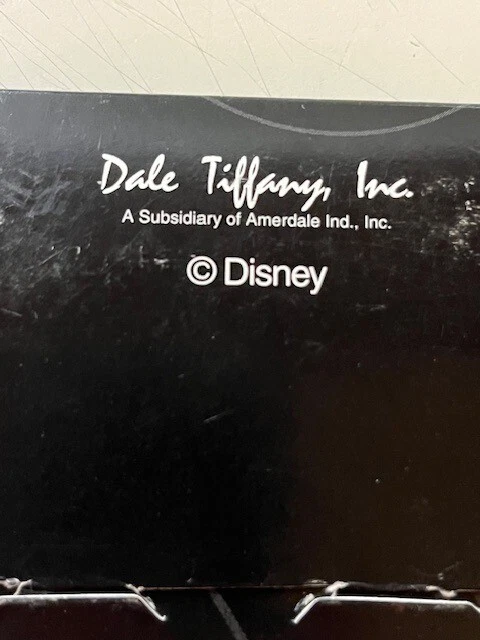 Dale Tiffany, Inc.
A Subsidiary of Amerdale Ind., Inc.
© Disney